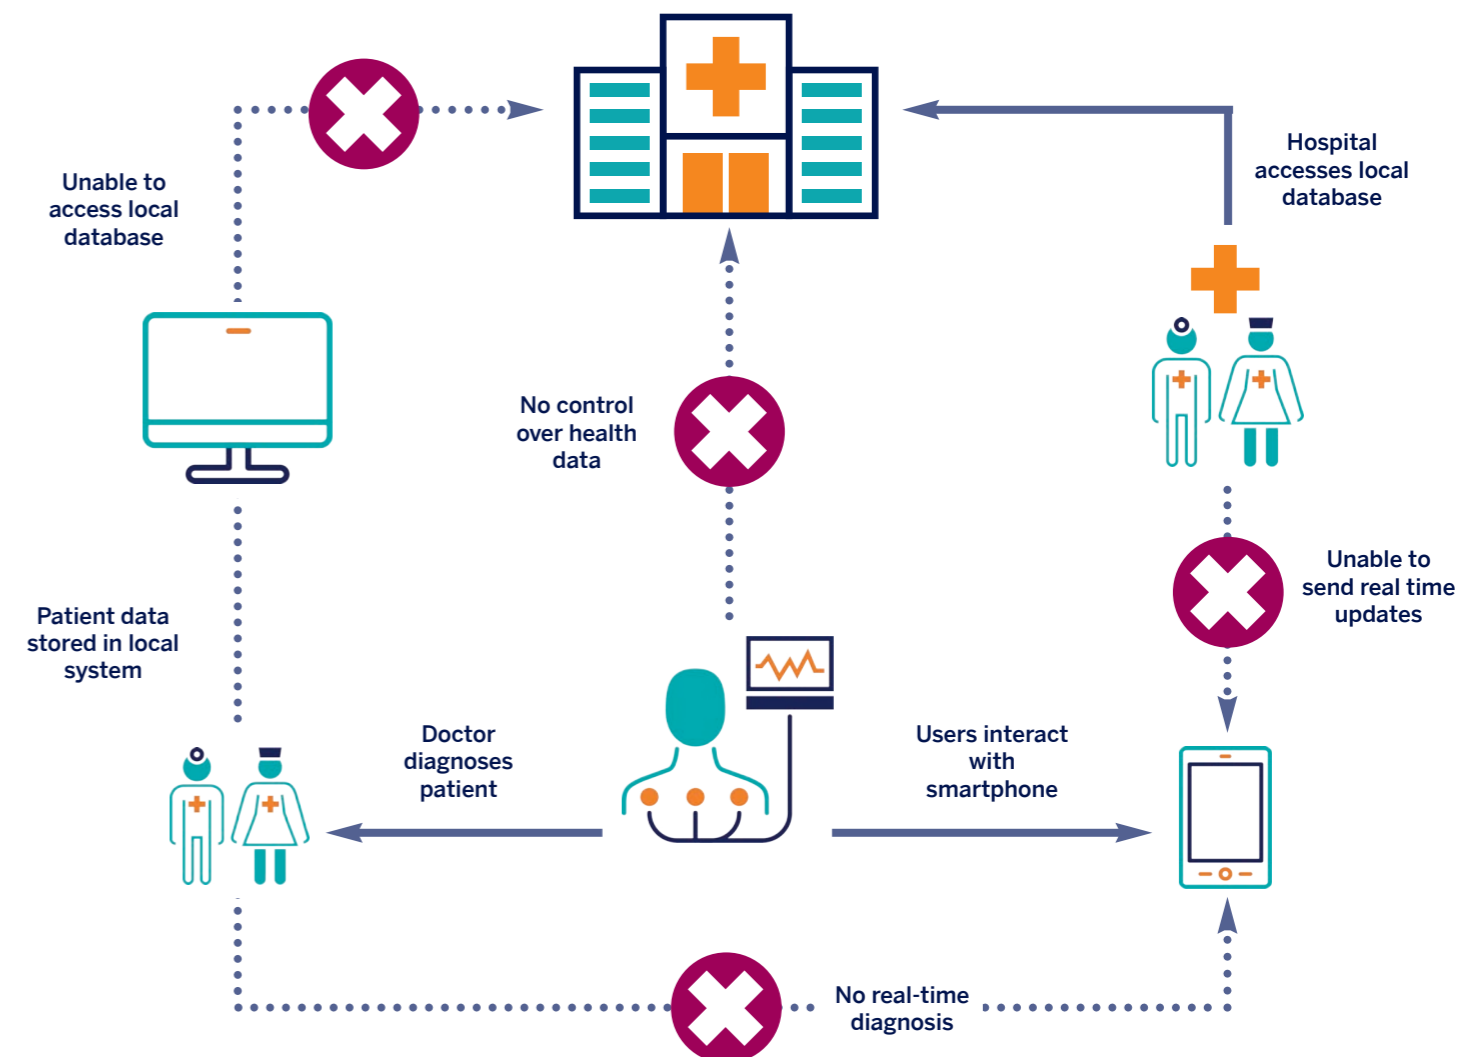 Unable to
access local
database
Hospital
accesses local
database
No control
over health
data
Unable to
send real time
updates
Patient data
stored in local
system
Doctor
diagnoses
patient
Users interact
with
smartphone
No real-time
diagnosis